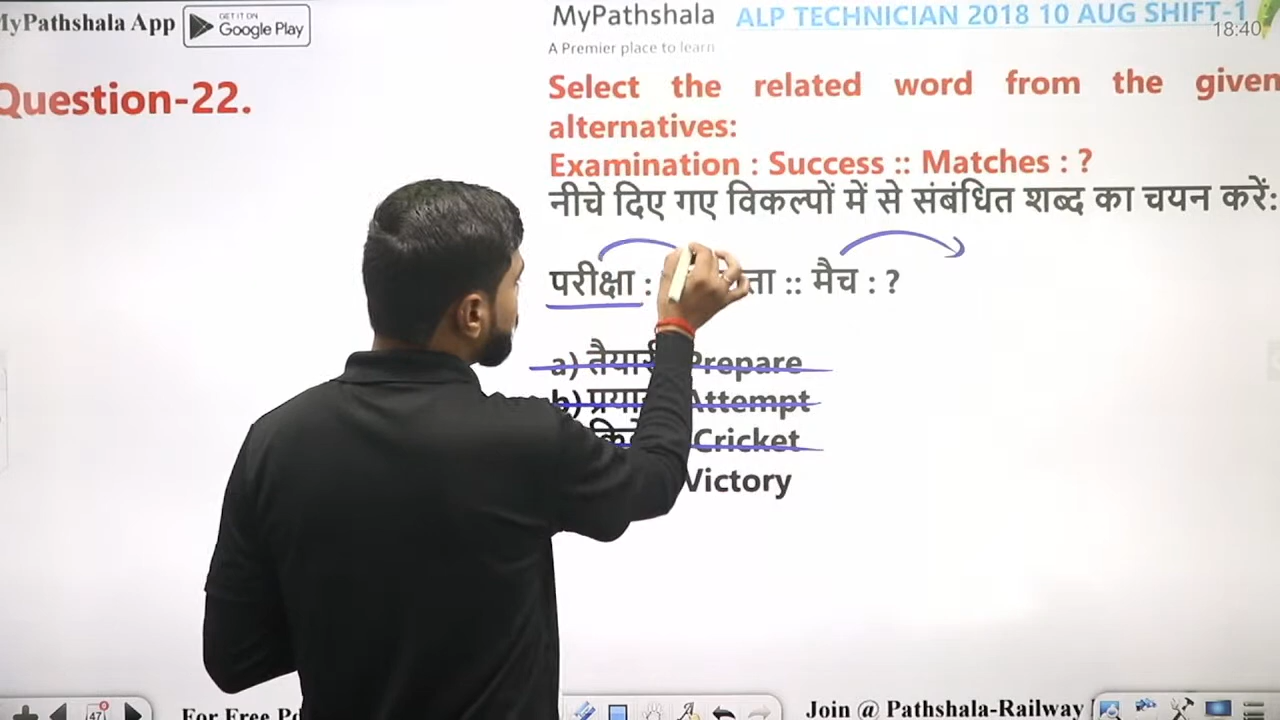 MyPathshala App
GET IT ON
Google Play
MyPathshala
A Premier place to learn
ALP TECHNICIAN 2018 10 AUG SHIFT-1
18:40
Question-22.
Select the related word from the given
alternatives:
Examination : Success :: Matches : ?
नीचे दिए गए विकल्पों में से संबंधित शब्द का चयन करें:
परीक्षा : :: मैच : ?
a) Prepare
b) Attempt
Cricket
Victory
47
For Free
Join @ Pathshala-Railway